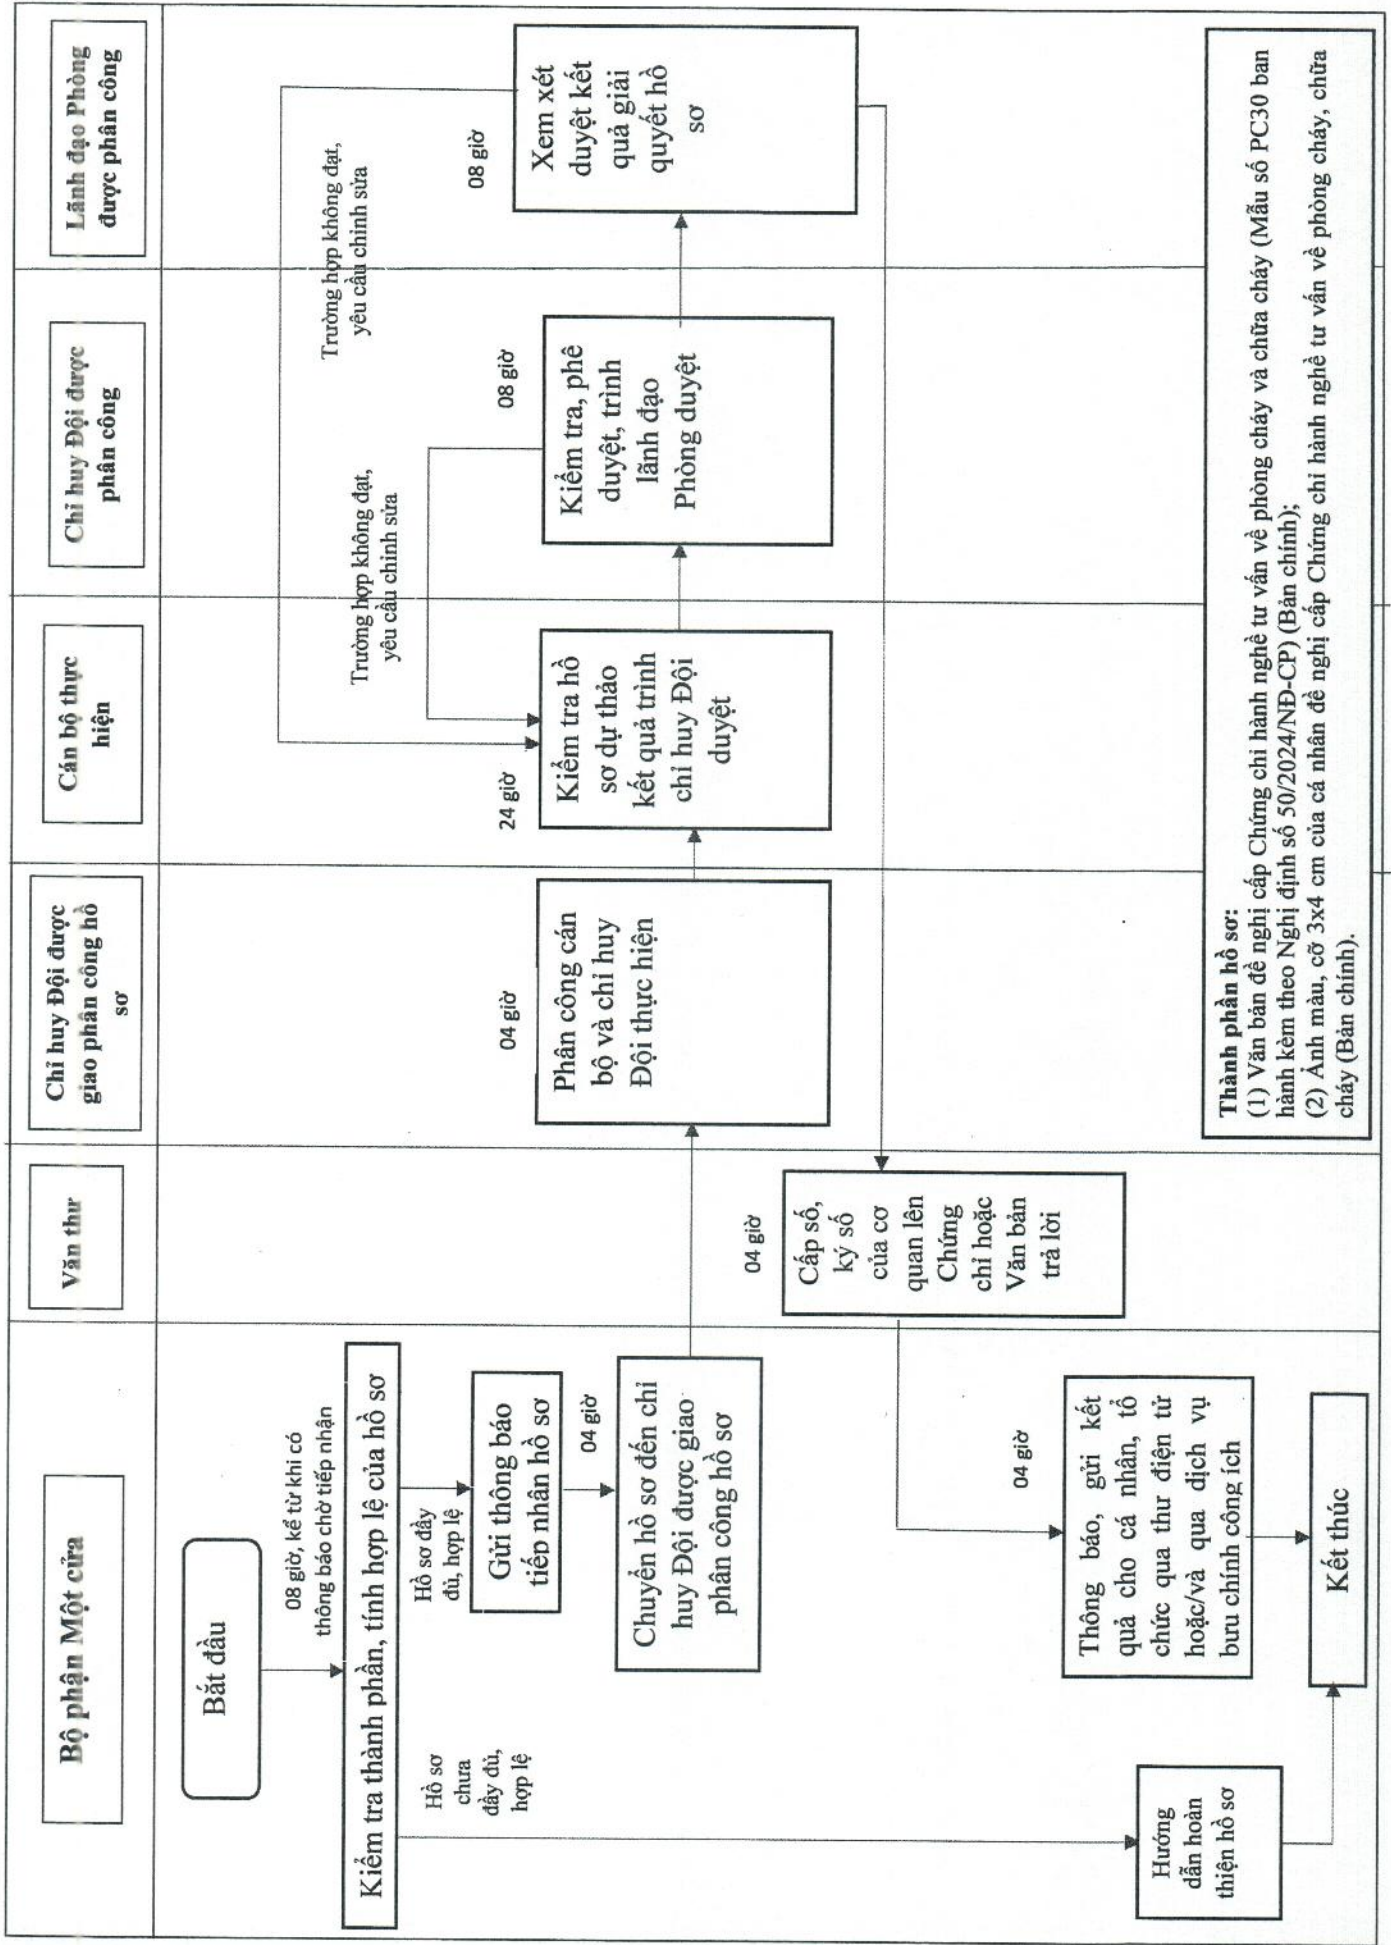 Bộ phận Một cửa
Văn thư
Chỉ huy Đội được
giao phân công hồ
sơ
Cán bộ thực
hiện
Chỉ huy Đội được
phân công
Lãnh đạo Phòng
được phân công
Bắt đầu
08 giờ, kể từ khi có
thông báo chờ tiếp nhận
Kiểm tra thành phần, tính hợp lệ của hồ sơ
Hồ sơ đầy
đủ, hợp lệ
Hồ sơ
chưa
đầy đủ,
hợp lệ
Gửi thông báo
tiếp nhận hồ sơ
04 giờ
Chuyển hồ sơ đến chỉ
huy Đội được giao
phân công hồ sơ
04 giờ
Phân công cán
bộ và chỉ huy
Đội thực hiện
24 giờ
Kiểm tra hồ
sơ dự thảo
kết quả trình
chỉ huy Đội
duyệt
Trường hợp không đạt,
yêu cầu chỉnh sửa
08 giờ
Kiểm tra, phê
duyệt, trình
lãnh đạo
Phòng duyệt
Trường hợp không đạt,
yêu cầu chỉnh sửa
08 giờ
Xem xét
duyệt kết
quả giải
quyết hồ
sơ
04 giờ
Cấp số,
ký số
của cơ
quan lên
Chứng
chỉ hoặc
Văn bản
trả lời
04 giờ
Thông báo, gửi kết
quả cho cá nhân, tổ
chức qua thư điện tử
hoặc/và qua dịch vụ
bưu chính công ích
Hướng
dẫn hoàn
thiện hồ sơ
Kết thúc
Thành phần hồ sơ:
(1) Văn bản đề nghị cấp Chứng chỉ hành nghề tư vấn về phòng cháy và chữa cháy (Mẫu số PC30 ban
hành kèm theo Nghị định số 50/2024/NĐ-CP) (Bản chính);
(2) Ảnh màu, cỡ 3x4 cm của cá nhân đề nghị cấp Chứng chỉ hành nghề tư vấn về phòng cháy, chữa
cháy (Bản chính).